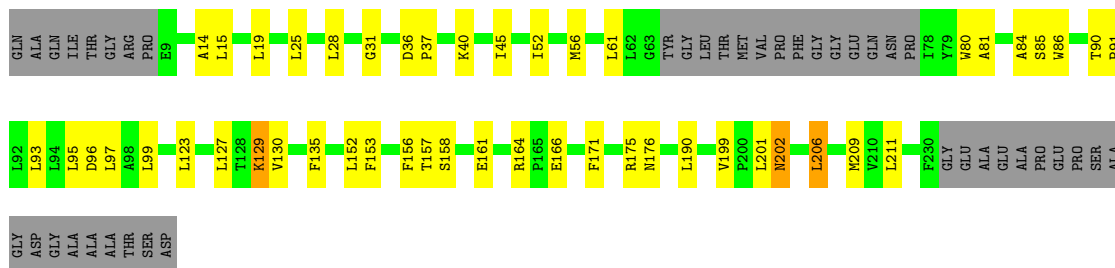 GLN ALA GLN ILE THR GLY ARG PRO E9 A14 L15 L19 L25 L28 G31 D36 P37 K40 I45 I52 M56 L61 L62 G63 TYR GLY LEU THR MET VAL PRO PHE GLY GLY GLU GLN ASN PRO I78 Y79 W80 A81 A84 S85 W86 T90
L92 L93 L94 L95 D96 L97 A98 L99 L123 L127 T128 K129 V130 F135 L152 F153 F156 T157 S158 E161 R164 P165 E166 F171 R175 N176 L190 V199 P200 L201 N202 L206 M209 V210 L211 F230 GLY GLU ALA GLU ALA PRO GLU PRO SER ALA
GLY ASP GLY ALA ALA ALA THR SER ASP